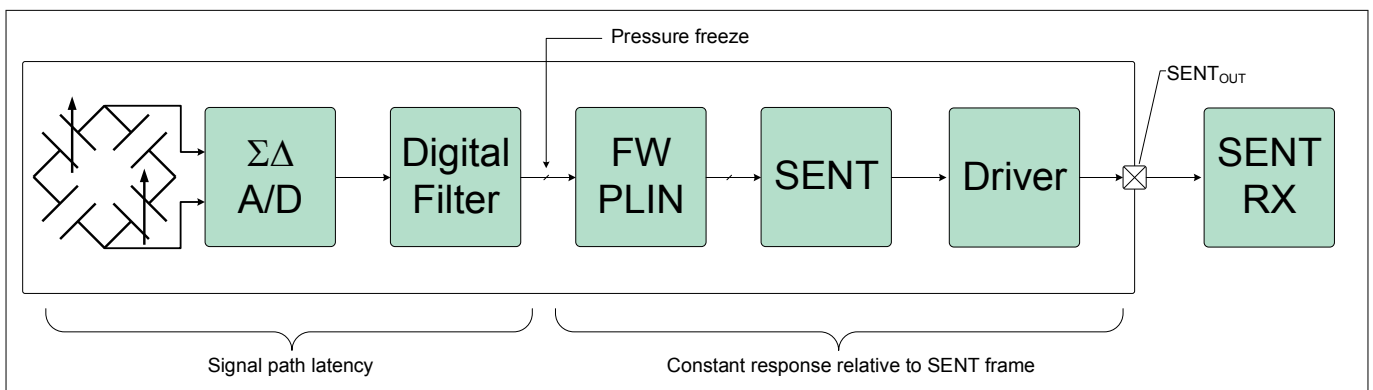 Pressure freeze
SENTOUT
ΣΔ
A/D
Digital
Filter
FW
PLIN
SENT
Driver
SENT
RX
Signal path latency
Constant response relative to SENT frame